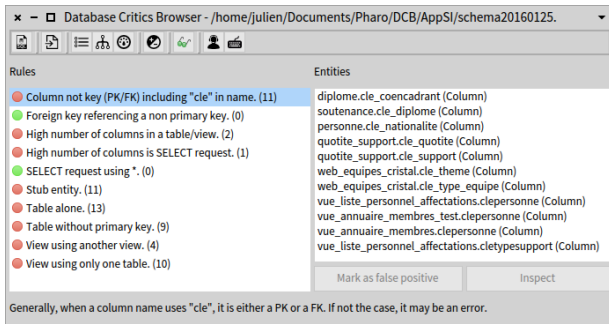 Database Critics Browser - /home/julien/Documents/Pharo/DCB/AppSI/schema20160125.
Rules
Entities
Column not key (PK/FK) including "cle" in name. (11)
Foreign key referencing a non primary key. (0)
High number of columns in a table/view. (2)
High number of columns is SELECT request. (1)
SELECT request using *. (0)
Stub entity. (11)
Table alone. (13)
Table without primary key. (9)
View using another view. (4)
View using only one table. (10)
diplome.cle_coencadrant (Column)
soutenance.cle_diplome (Column)
personne.cle_nationalite (Column)
quotite_support.cle_quotite (Column)
quotite_support.cle_support (Column)
web_equipes_cristal.cle_theme (Column)
web_equipes_cristal.cle_type_equipe (Column)
vue_liste_personnel_affectations.clepersonne (Column)
vue_annuaire_membres_test.clepersonne (Column)
vue_annuaire_membres.clepersonne (Column)
vue_liste_personnel_affectations.cletypesupport (Column)
Mark as false positive
Inspect
Generally, when a column name uses "cle", it is either a PK or a FK. If not the case, it may be an error.